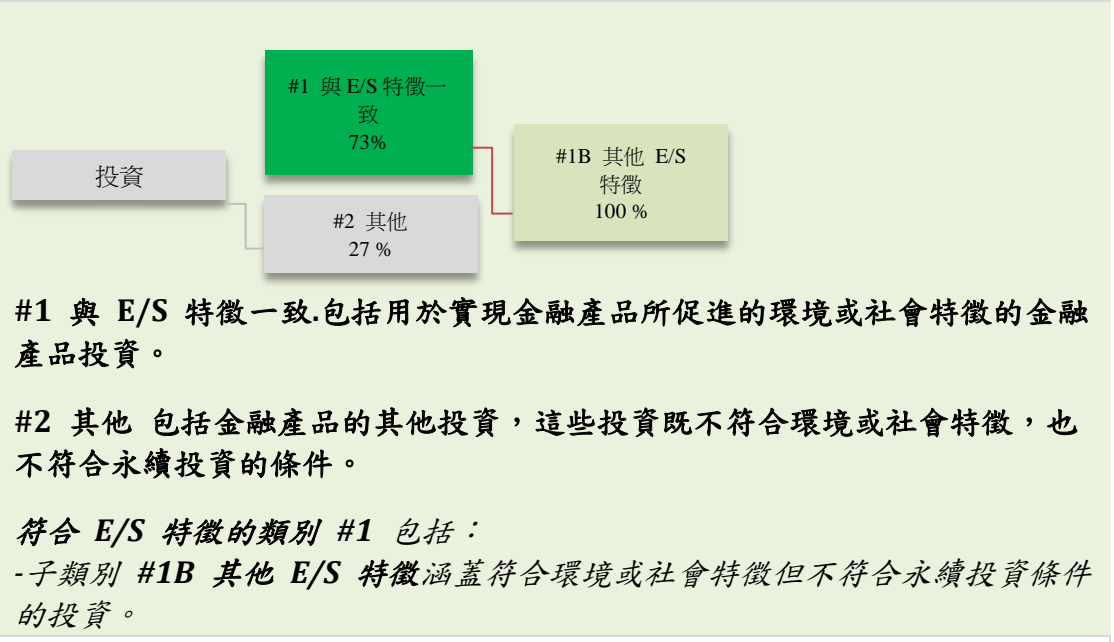 #1 與 E/S 特徵一
致
73%
#1B 其他 E/S
特徵
100 %
投資
#2 其他
27 %
#1 與 E/S 特徵一致.包括用於實現金融產品所促進的環境或社會特徵的金融
產品投資。
#2 其他 包括金融產品的其他投資，這些投資既不符合環境或社會特徵，也
不符合永續投資的條件。
符合 E/S 特徵的類別 #1 包括：
-子類別 #1B 其他 E/S 特徵涵蓋符合環境或社會特徵但不符合永續投資條件
的投資。